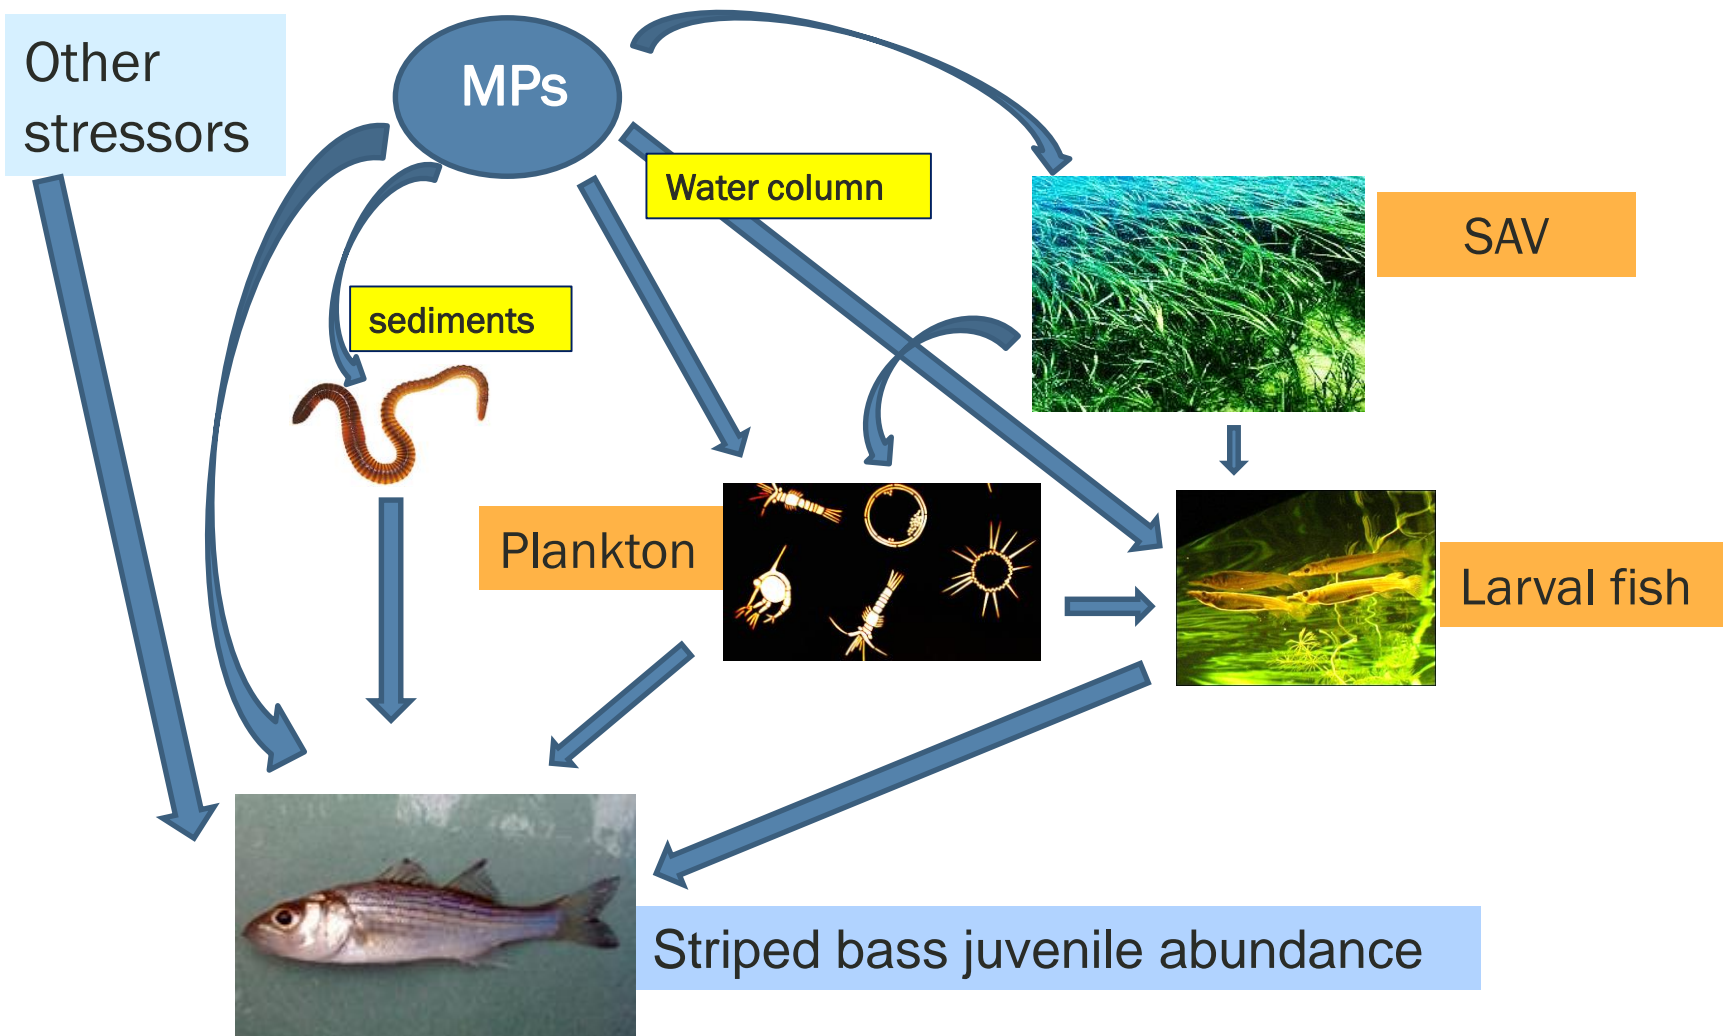 Other
stressors
MPs
Water column
SAV
sediments
Plankton
Larval fish
Striped bass juvenile abundance